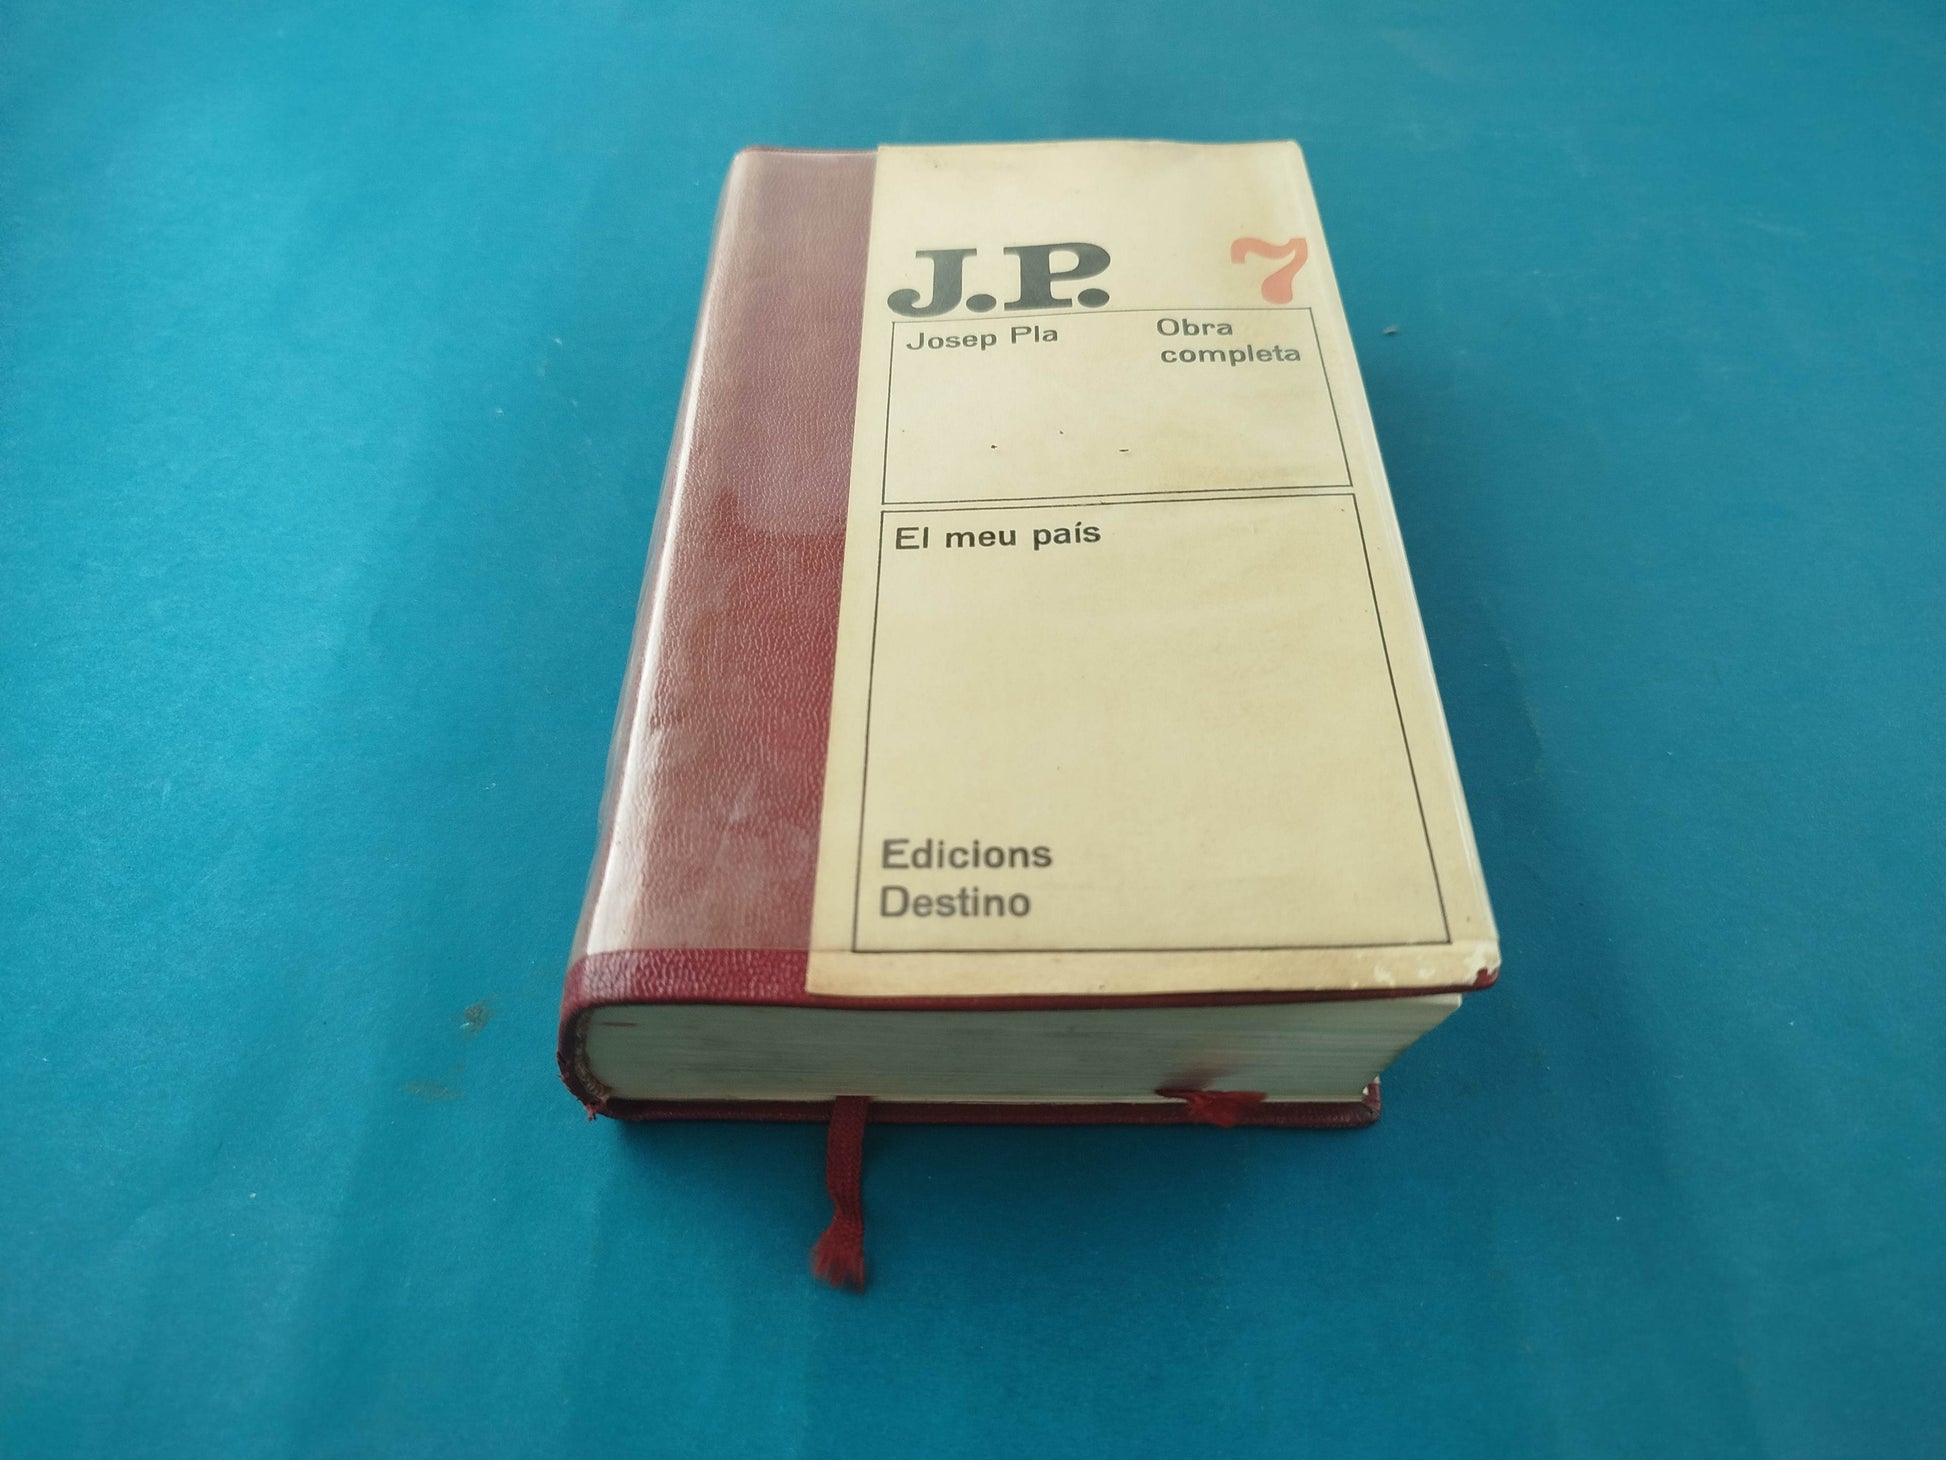 J.P. 7
Josep Pla
Obra
completa
El meu país
Edicions
Destino